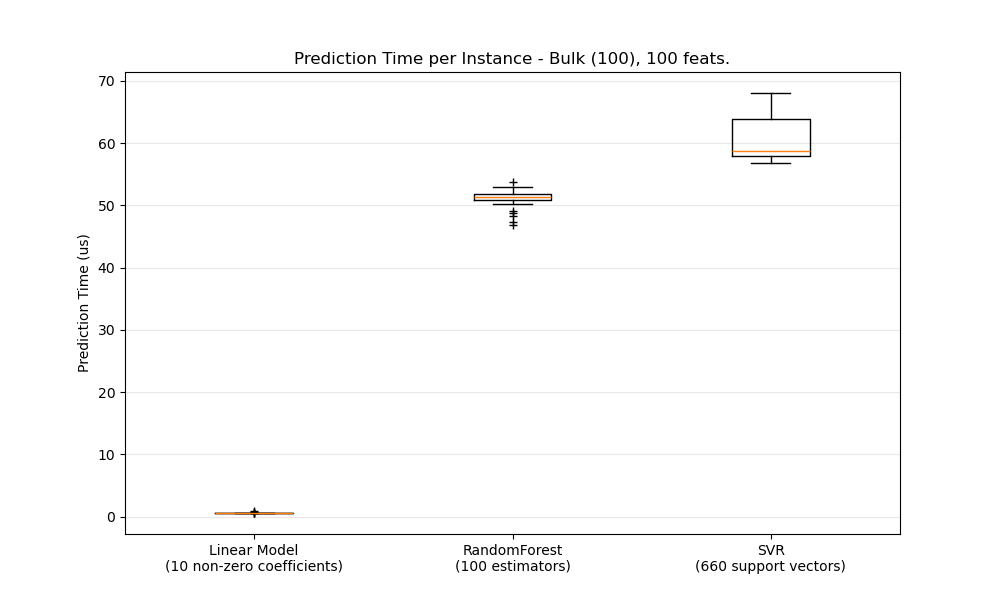 Prediction Time per Instance - Bulk (100), 100 feats.
70
60
50
40
30
20
10
0
Prediction Time (us)
Linear Model
(10 non-zero coefficients)
RandomForest
(100 estimators)
SVR
(660 support vectors)